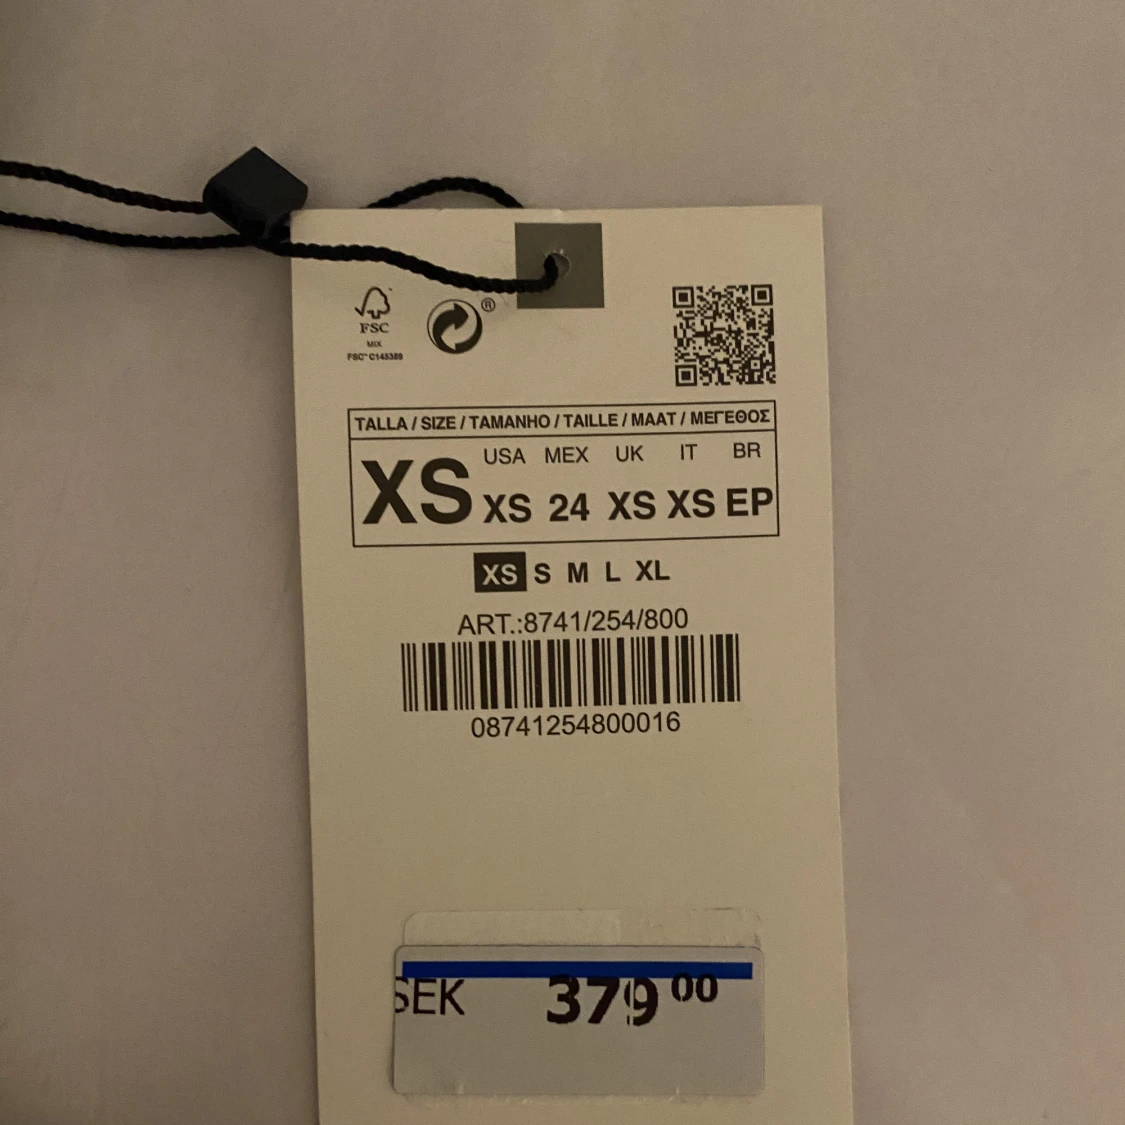 FSC
MIX
FSC™ C145389
®
TALLA / SIZE / TAMANHO / TAILLE / MAAT / ΜΕΓΕΘΟΣ
USA MEX UK IT BR
XS XS 24 XS XS EP
XS S M L XL
ART.:8741/254/800
08741254800016
SEK 379 00